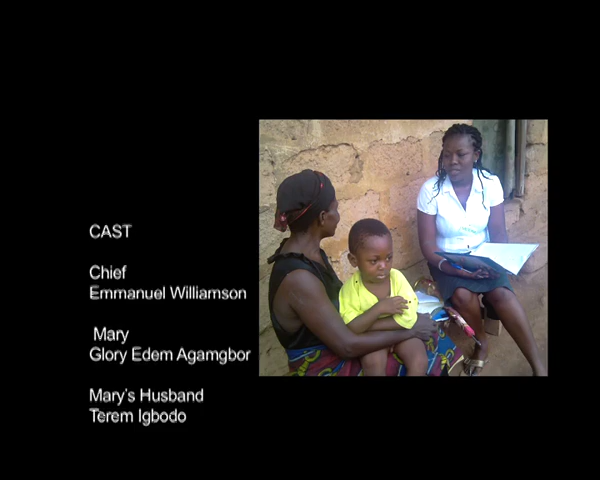 CAST
Chief
Emmanuel Williamson
Mary
Glory Edem Agamgbor
Mary's Husband
Terem Igbodo